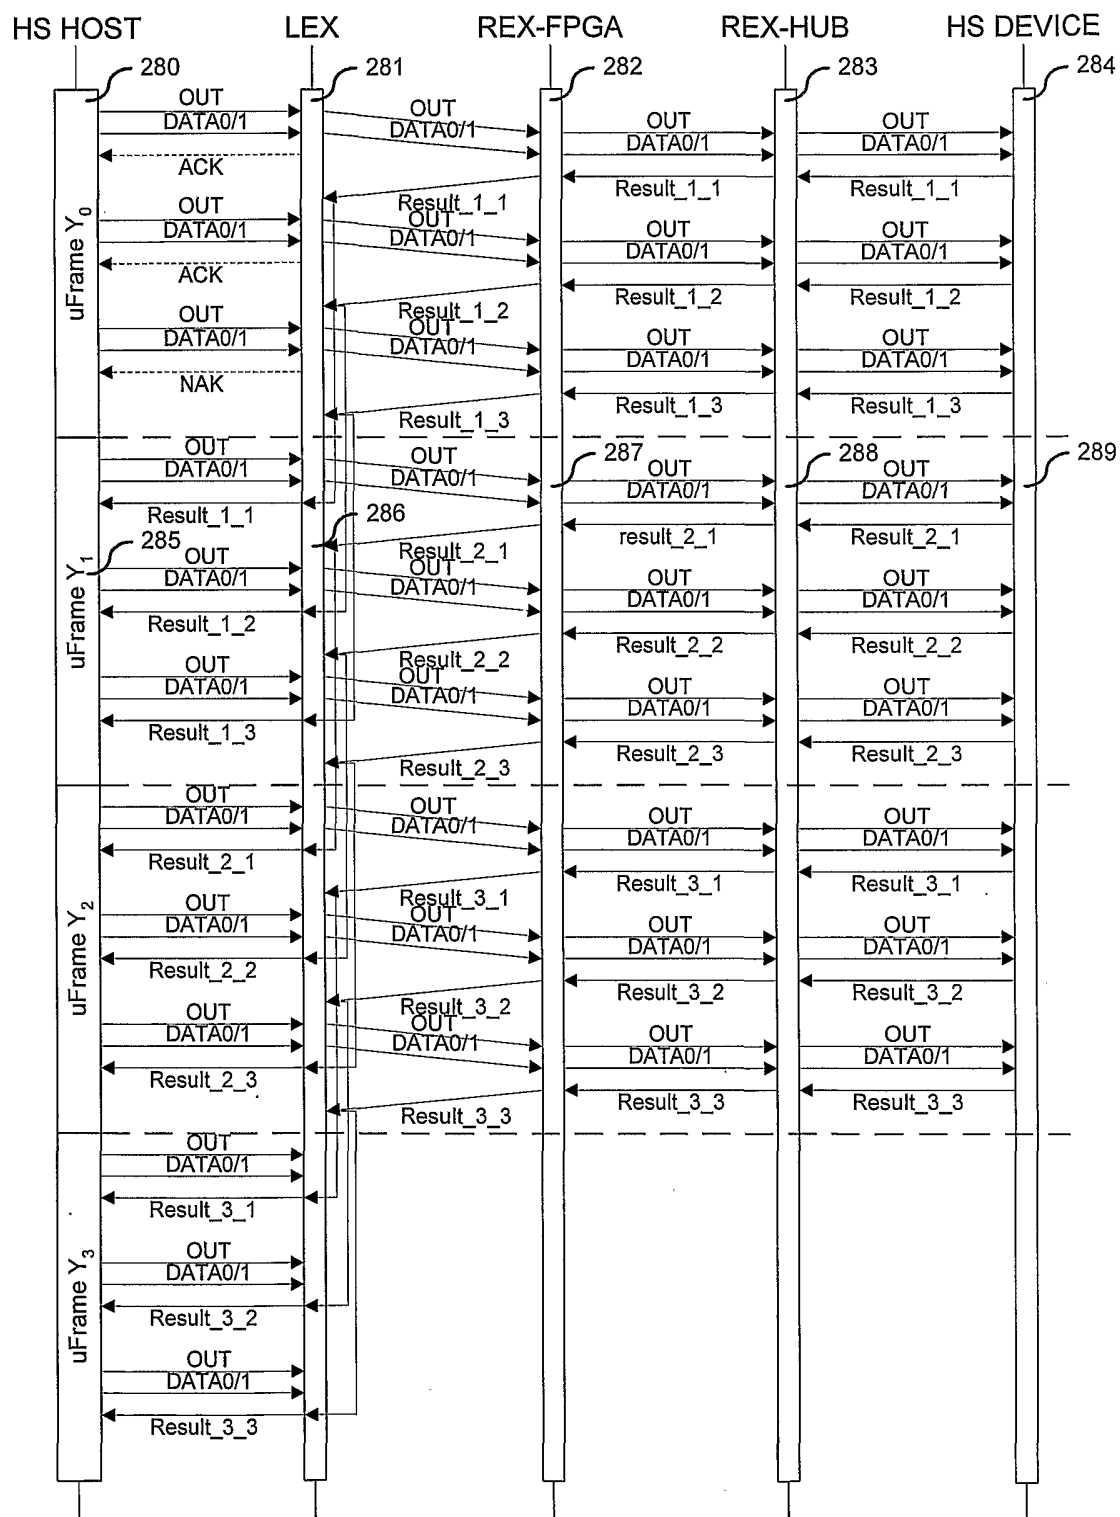 HS HOST LEX REX-FPGA REX-HUB HS DEVICE
280 281 282 283 284
uFrame Y0
OUT OUT OUT OUT
DATA0/1 DATA0/1 DATA0/1 DATA0/1
ACK Result_1_1 Result_1_1 Result_1_1
OUT OUT OUT OUT
DATA0/1 DATA0/1 DATA0/1 DATA0/1
ACK Result_1_2 Result_1_2 Result_1_2
OUT OUT OUT OUT
DATA0/1 DATA0/1 DATA0/1 DATA0/1
NAK Result_1_3 Result_1_3 Result_1_3
uFrame Y1
OUT OUT 287 OUT 288 OUT 289
DATA0/1 DATA0/1 DATA0/1 DATA0/1
Result_1_1 286 Result_2_1 result_2_1 Result_2_1
285 OUT OUT OUT OUT
DATA0/1 DATA0/1 DATA0/1 DATA0/1
Result_1_2 Result_2_2 Result_2_2 Result_2_2
OUT OUT OUT OUT
DATA0/1 DATA0/1 DATA0/1 DATA0/1
Result_1_3 Result_2_3 Result_2_3 Result_2_3
uFrame Y2
OUT OUT OUT OUT
DATA0/1 DATA0/1 DATA0/1 DATA0/1
Result_2_1 Result_3_1 Result_3_1 Result_3_1
OUT OUT OUT OUT
DATA0/1 DATA0/1 DATA0/1 DATA0/1
Result_2_2 Result_3_2 Result_3_2 Result_3_2
OUT OUT OUT OUT
DATA0/1 DATA0/1 DATA0/1 DATA0/1
Result_2_3 Result_3_3 Result_3_3 Result_3_3
uFrame Y3
OUT
DATA0/1
Result_3_1
OUT
DATA0/1
Result_3_2
OUT
DATA0/1
Result_3_3